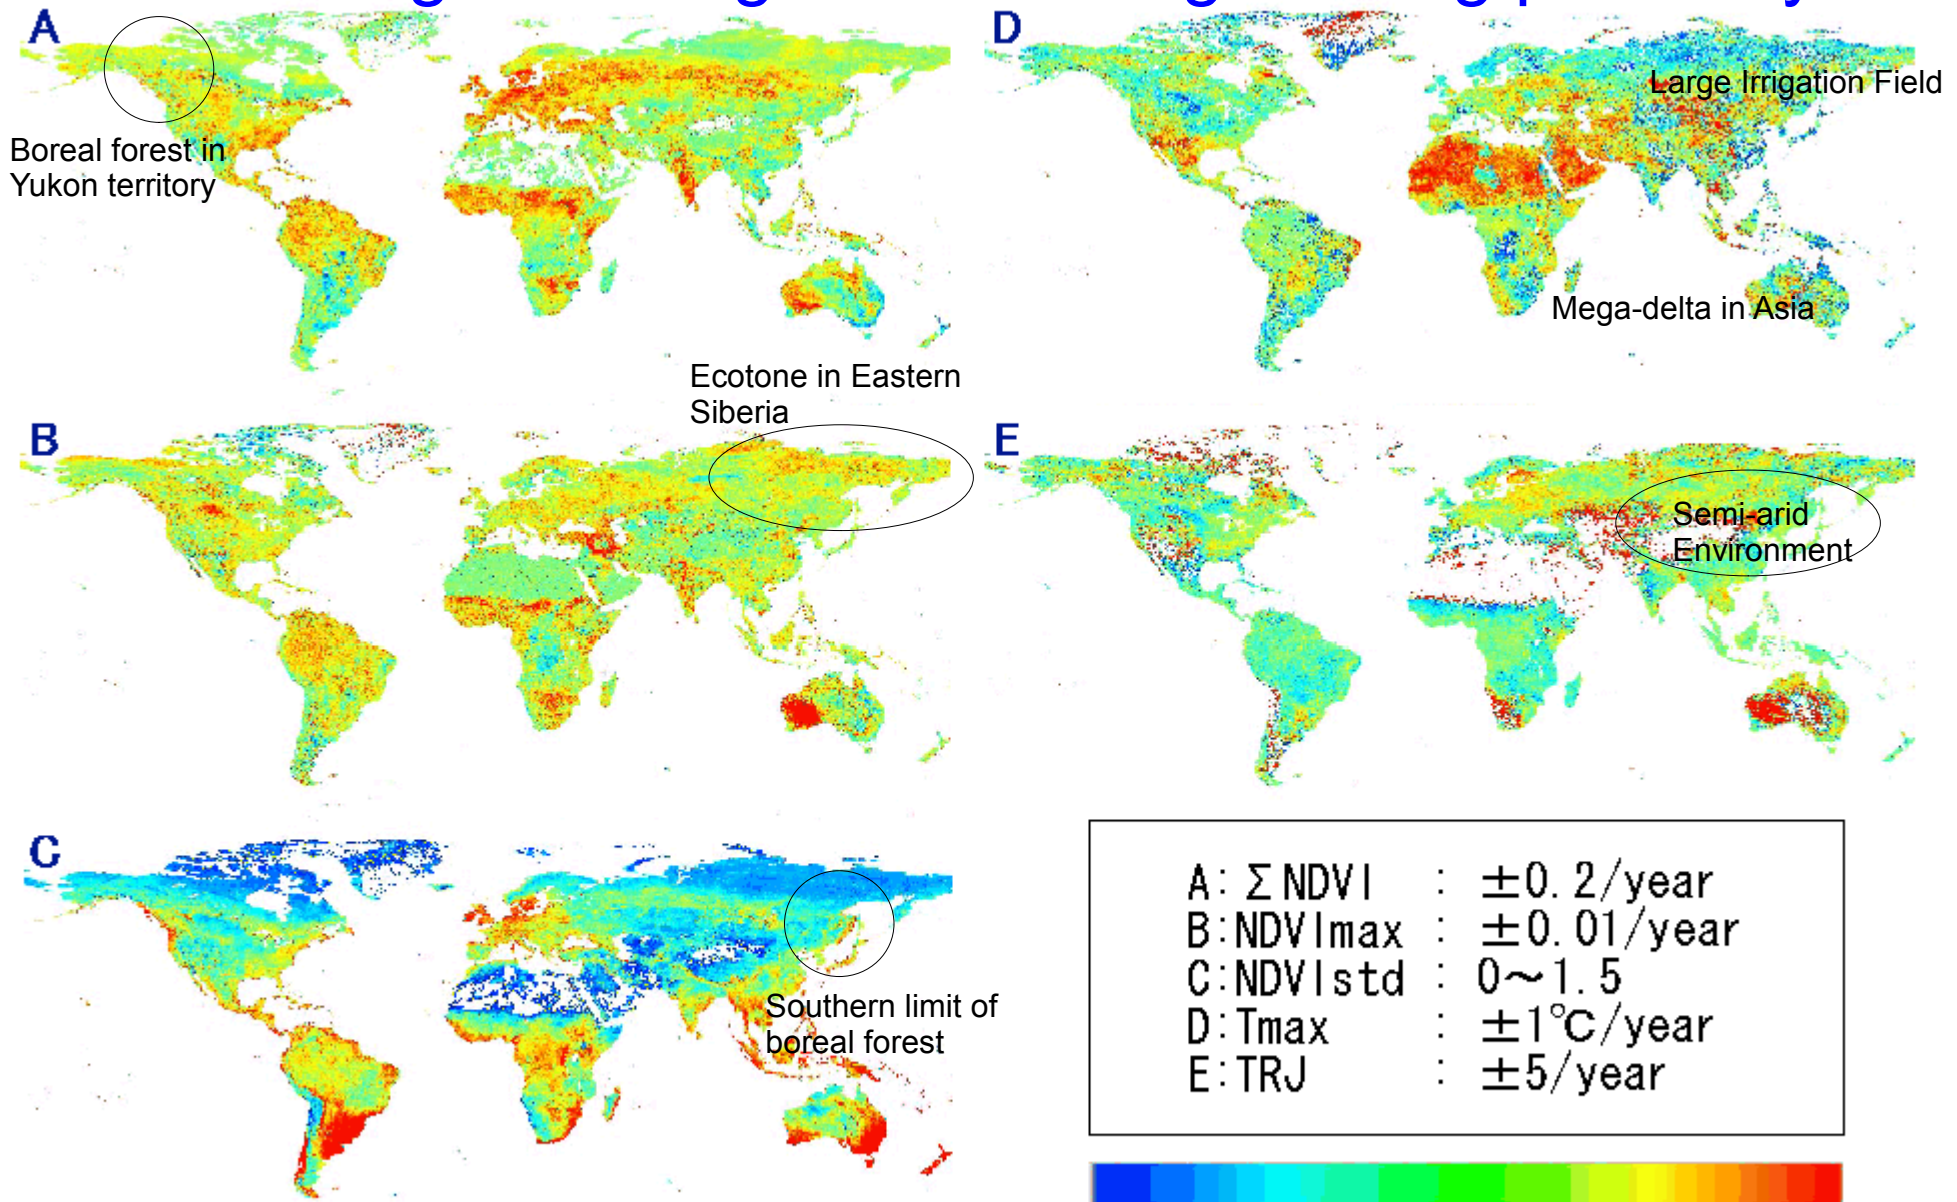 A
D
Large Irrigation Field
Boreal forest in
Yukon territory
Mega-delta in Asia
Ecotone in Eastern
Siberia
B
E
Semi-arid
Environment
C
Southern limit of
boreal forest
A:ΣNDVI : ±0.2/year
B:NDVImax : ±0.01/year
C:NDVIstd : 0～1.5
D:Tmax : ±1℃/year
E:TRJ : ±5/year